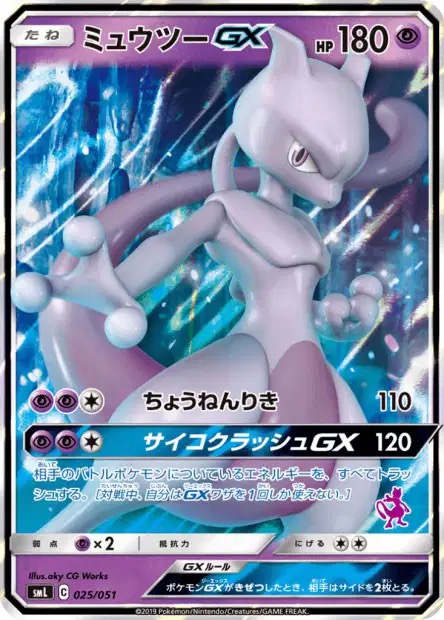 たね ミュウツーGX HP 180
ちょうねんりき 110
サイコクラッシュGX 120
相手のバトルポケモンについているエネルギーを、すべてトラッ
シュする。[対戦中、自分はGXワザを1回しか使えない。]
弱点 ×2 抵抗力 にげる
Illus.aky CG Works
GXルール
SML C 025/051
ポケモンGXがきぜつしたとき、相手はサイドを2枚とる。
©2019 Pokémon/Nintendo/Creatures/GAME FREAK.